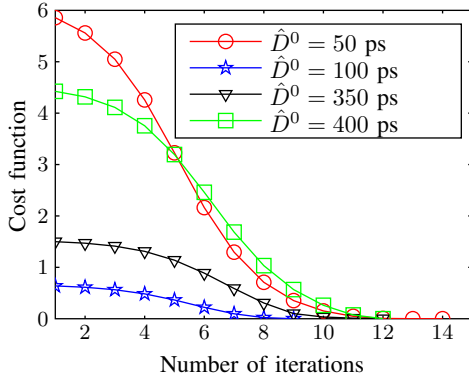 6
5
4
3
2
1
0
Cost function
D̂⁰ = 50 ps
D̂⁰ = 100 ps
D̂⁰ = 350 ps
D̂⁰ = 400 ps
2 4 6 8 10 12 14
Number of iterations